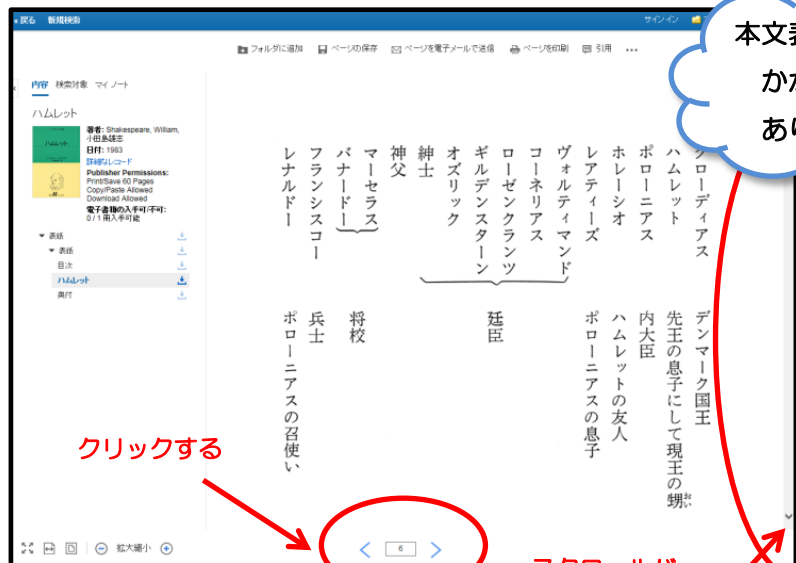 戻る 新規検索
サインイン
フォルダに追加 ページの保存 ページを電子メールで送信 ページを印刷 引用 •••
本文
内容 検索対象 マイ ノート
ハムレット
著者: Shakespeare, William,
小田島雄志
日付: 1983
詳細なレコード
Publisher Permissions:
Print/Save 60 Pages
Copy/Paste Allowed
Download Allowed
電子書籍の入手可/不可:
0 / 1 冊入手可能
表紙
表紙
目次
ハムレット
奥付
クローディアス デンマーク国王
ハムレット 先王の息子にして現王の甥おい
ポローニアス 内大臣
ホレーシオ ハムレットの友人
レアティーズ ポローニアスの息子
ヴォルティマンド
コーネリアス
ローゼンクランツ
ギルデンスターン
オズリック
紳士
廷臣
神父
マーセラス
バナードー
将校
フランシスコー 兵士
レナルドー ポローニアスの召使い
クリックする
拡大縮小
6